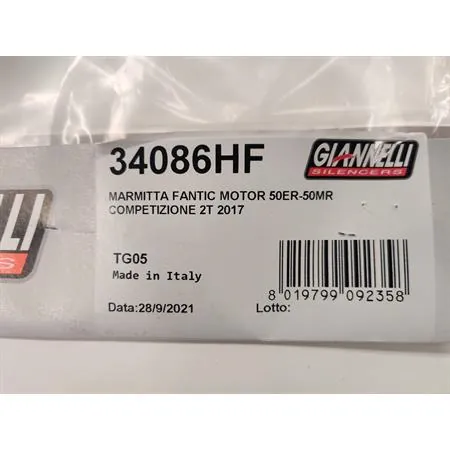 34086HF
GIANNELLI
SILENCERS
MARMITTA FANTIC MOTOR 50ER-50MR
COMPETIZIONE 2T 2017
TG05
Made in Italy
8 019799 092358
Data:28/9/2021
Lotto: